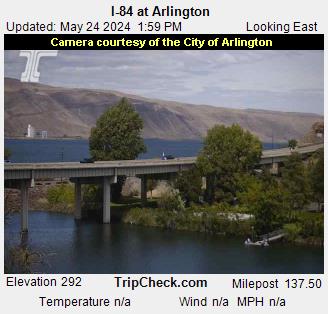 I-84 at Arlington
Updated: May 24 2024 1:59 PM Looking East
Camera courtesy of the City of Arlington
Elevation 292 TripCheck.com Milepost 137.50
Temperature n/a Wind n/a MPH n/a